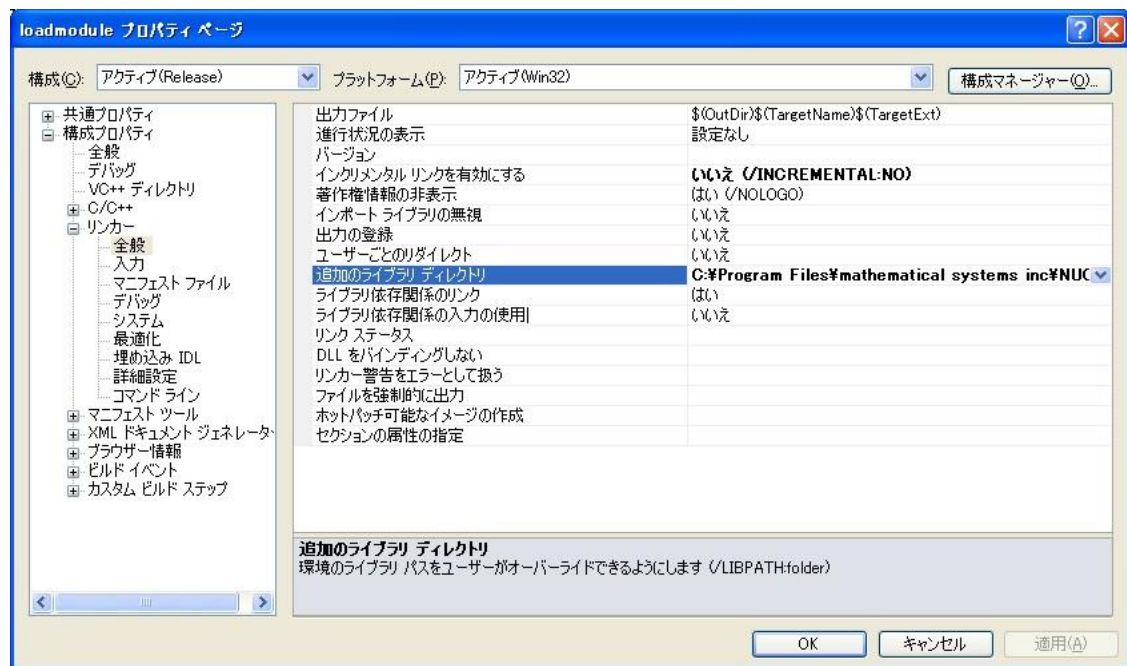 loadmodule プロパティ ページ
構成(C): アクティブ(Release) プラットフォーム(P): アクティブ(Win32) 構成マネージャー(O)...
共通プロパティ
構成プロパティ
全般
デバッグ
VC++ ディレクトリ
C/C++
リンカー
全般
入力
マニフェスト ファイル
デバッグ
システム
最適化
埋め込み IDL
詳細設定
コマンド ライン
マニフェスト ツール
XML ドキュメント ジェネレータ
ブラウザー情報
ビルド イベント
カスタム ビルド ステップ
出力ファイル $(OutDir)$(TargetName)$(TargetExt)
進行状況の表示 設定なし
バージョン
インクリメンタル リンクを有効にする いいえ (/INCREMENTAL:NO)
著作権情報の非表示 はい (/NOLOGO)
インポート ライブラリの無視 いいえ
出力の登録 いいえ
ユーザーごとのリダイレクト いいえ
追加のライブラリ ディレクトリ C:¥Program Files¥mathematical systems inc¥NUO
ライブラリ依存関係のリンク はい
ライブラリ依存関係の入力の使用 いいえ
リンク ステータス
DLL をバインディングしない
リンカー警告をエラーとして扱う
ファイルを強制的に出力
ホットパッチ可能なイメージの作成
セクションの属性の指定
追加のライブラリ ディレクトリ
環境のライブラリ パスをユーザーがオーバーライドできるようにします (/LIBPATH:folder)
OK キャンセル 適用(A)